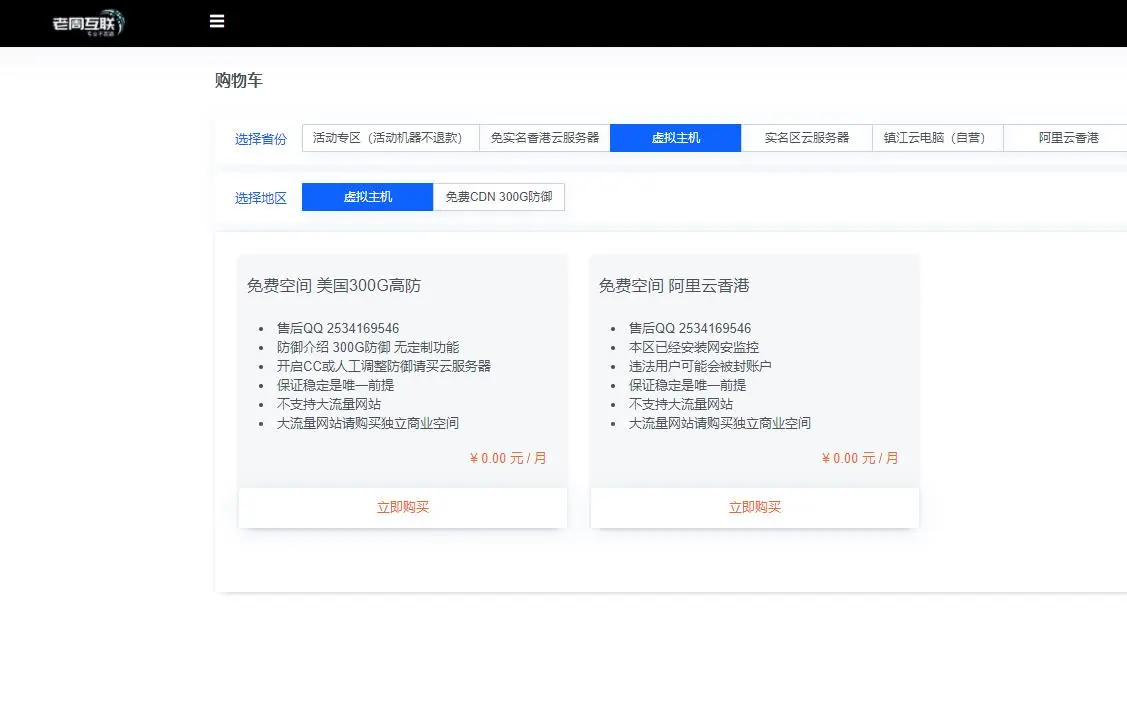 老周互联
购物车
选择省份 活动专区（活动机器不退款） 免实名香港云服务器 虚拟主机 实名区云服务器 镇江云电脑（自营） 阿里云香港
选择地区 虚拟主机 免费CDN 300G防御
免费空间 美国300G高防
售后QQ 2534169546
防御介绍 300G防御 无定制功能
开启CC或人工调整防御请买云服务器
保证稳定是唯一前提
不支持大流量网站
大流量网站请购买独立商业空间
¥ 0.00 元 / 月
立即购买
免费空间 阿里云香港
售后QQ 2534169546
本区已经安装网安监控
违法用户可能会被封账户
保证稳定是唯一前提
不支持大流量网站
大流量网站请购买独立商业空间
¥ 0.00 元 / 月
立即购买